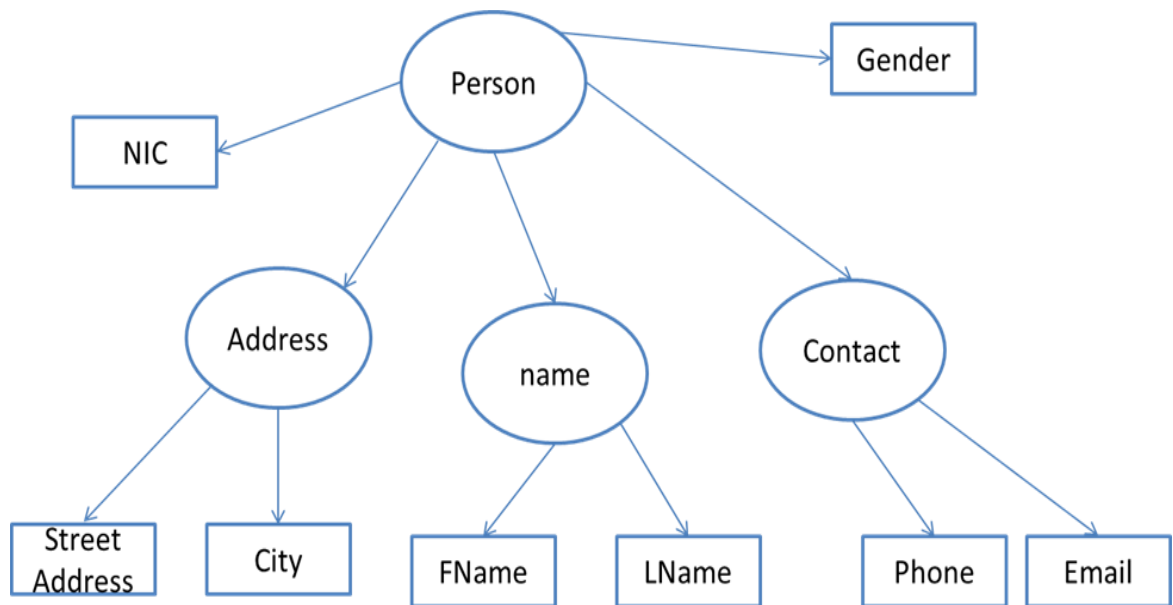 Person
Gender
NIC
Address
name
Contact
Street
Address
City
FName
LName
Phone
Email